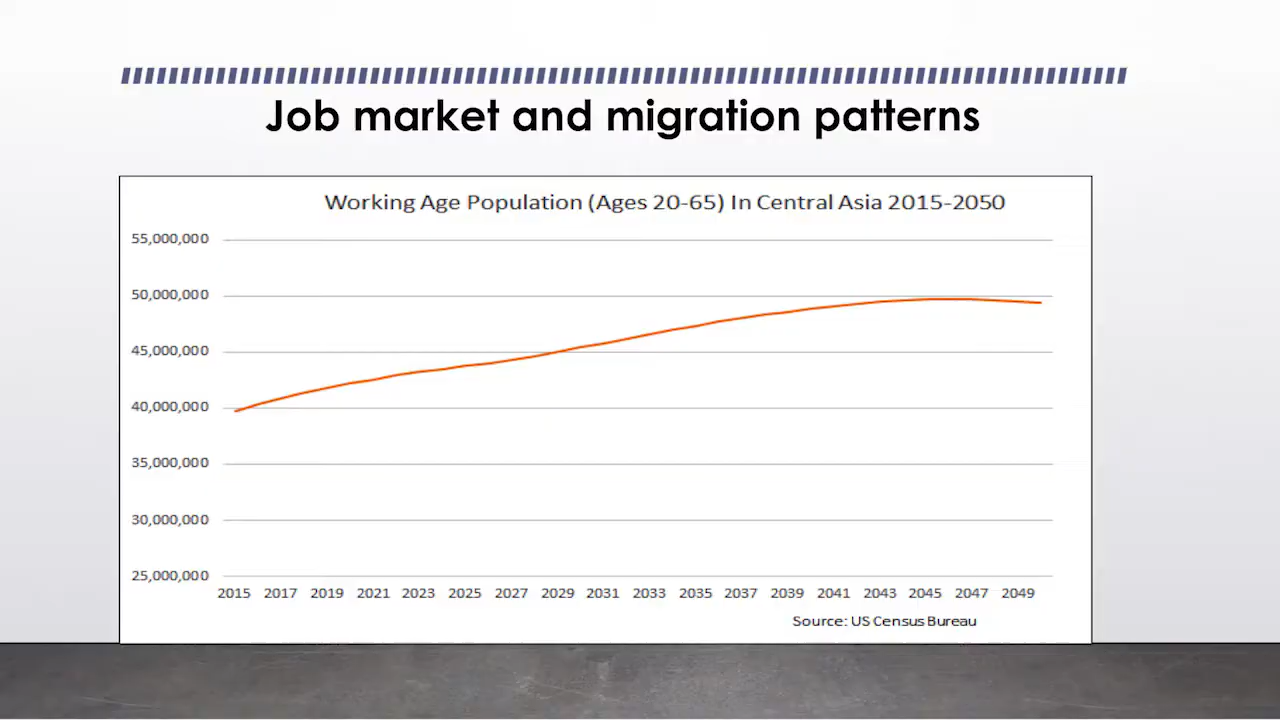 Job market and migration patterns
Working Age Population (Ages 20-65) In Central Asia 2015-2050
55,000,000
50,000,000
45,000,000
40,000,000
35,000,000
30,000,000
25,000,000
2015 2017 2019 2021 2023 2025 2027 2029 2031 2033 2035 2037 2039 2041 2043 2045 2047 2049
Source: US Census Bureau